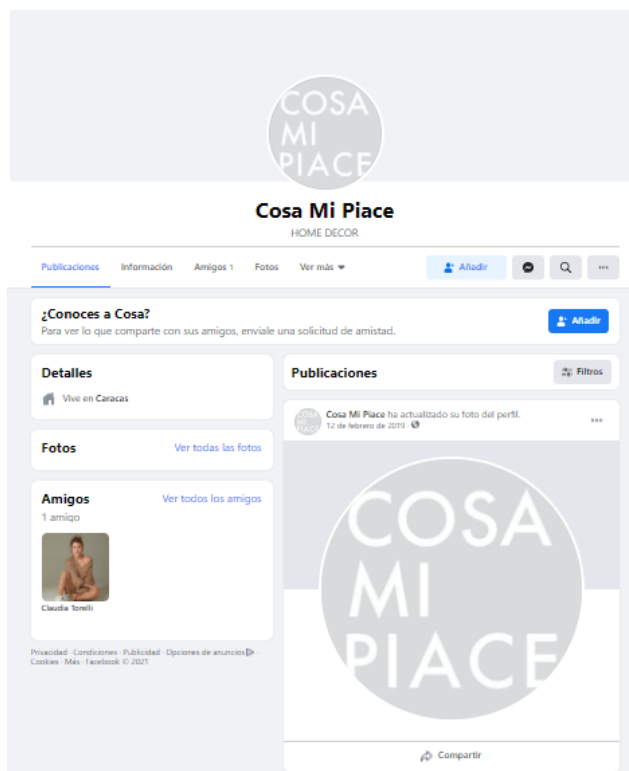 COSA
MI
PIACE
Cosa Mi Piace
HOME DECOR
Publicaciones Información Amigos 1 Fotos Ver más Añadir
¿Conoces a Cosa?
Para ver lo que comparte con sus amigos, envíale una solicitud de amistad.
Añadir
Detalles
Vive en Caracas
Fotos Ver todas las fotos
Amigos Ver todos los amigos
1 amigo
Claudia Torelli
Privacidad · Condiciones · Publicidad · Opciones de anuncios ·
Cookies · Más · Facebook © 2021
Publicaciones Filtros
COSA
MI
PIACE
Cosa Mi Piace ha actualizado su foto del perfil.
12 de febrero de 2019 ·
COSA
MI
PIACE
Compartir